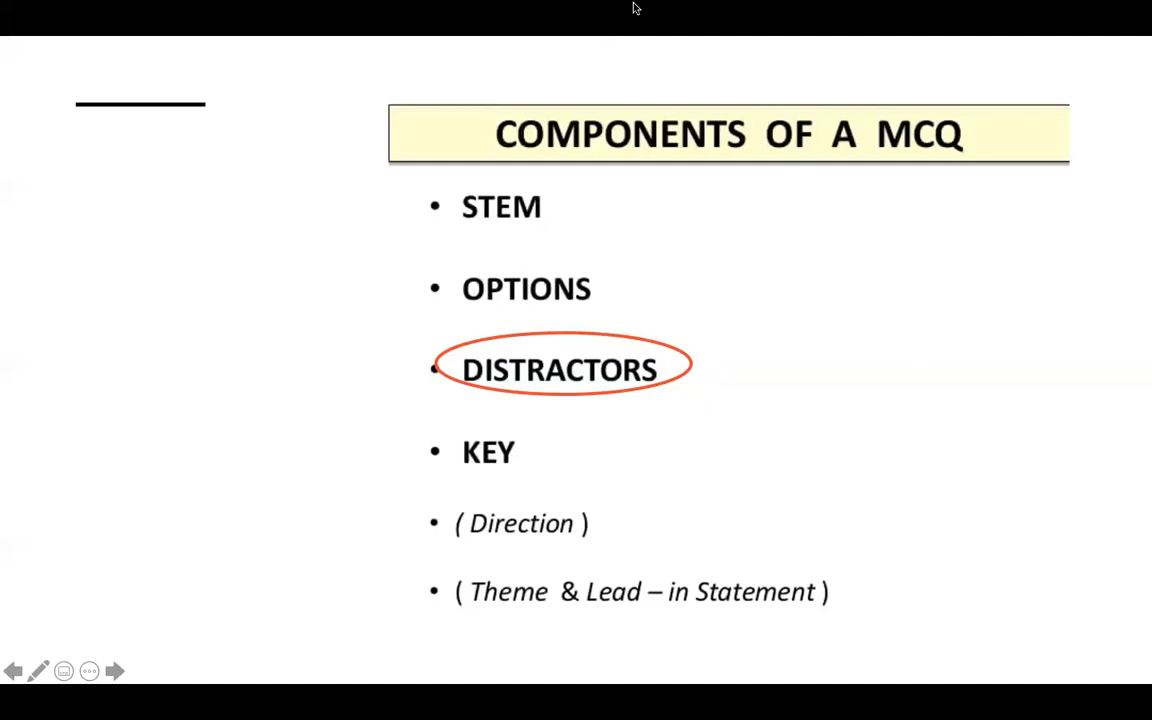 COMPONENTS OF A MCQ
• STEM
• OPTIONS
• DISTRACTORS
• KEY
• ( Direction )
• ( Theme & Lead – in Statement )